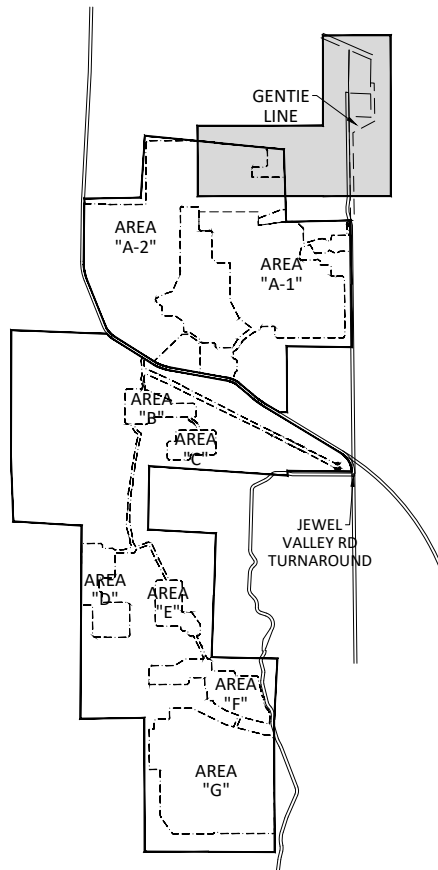 GENTIE
LINE
AREA
"A-2"
AREA
"A-1"
AREA
"B"
AREA
"C"
JEWEL
VALLEY RD
TURNAROUND
AREA
"D"
AREA
"E"
AREA
"F"
AREA
"G"